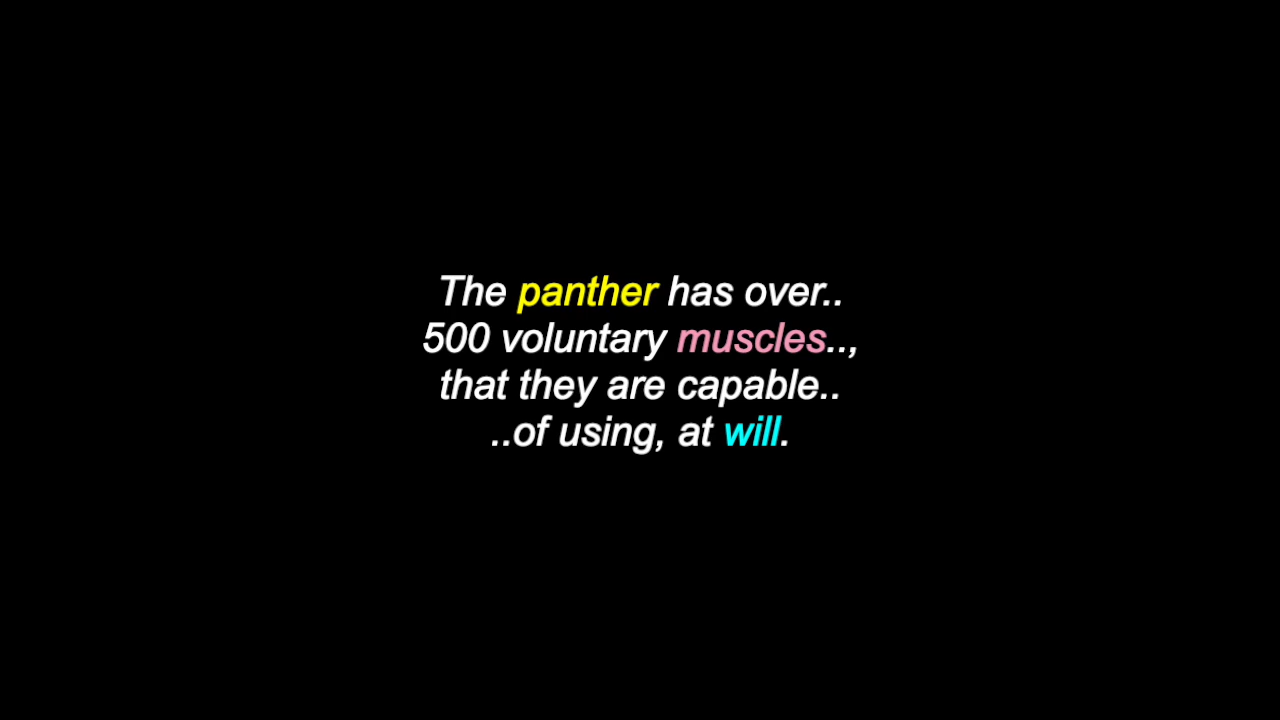 The panther has over..
500 voluntary muscles..,
that they are capable..
..of using, at will.